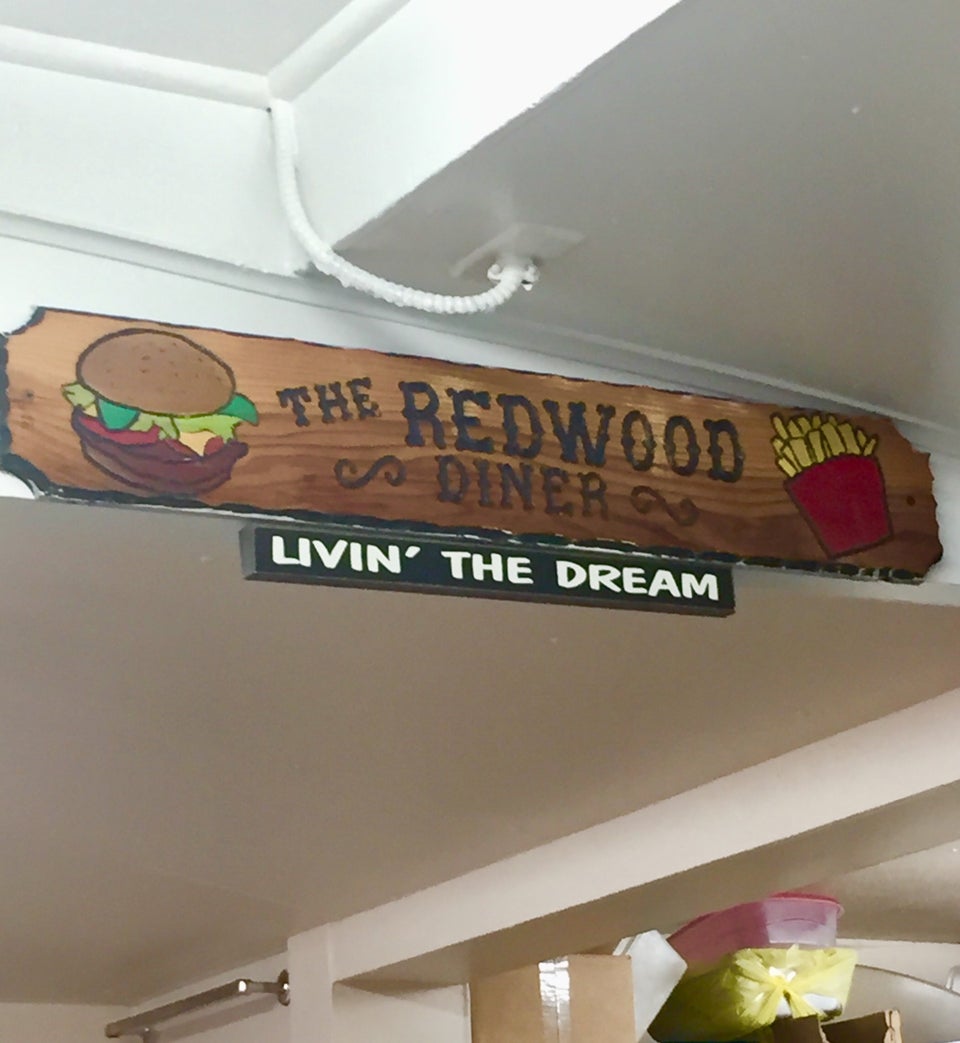 THE REDWOOD
DINER
LIVIN' THE DREAM